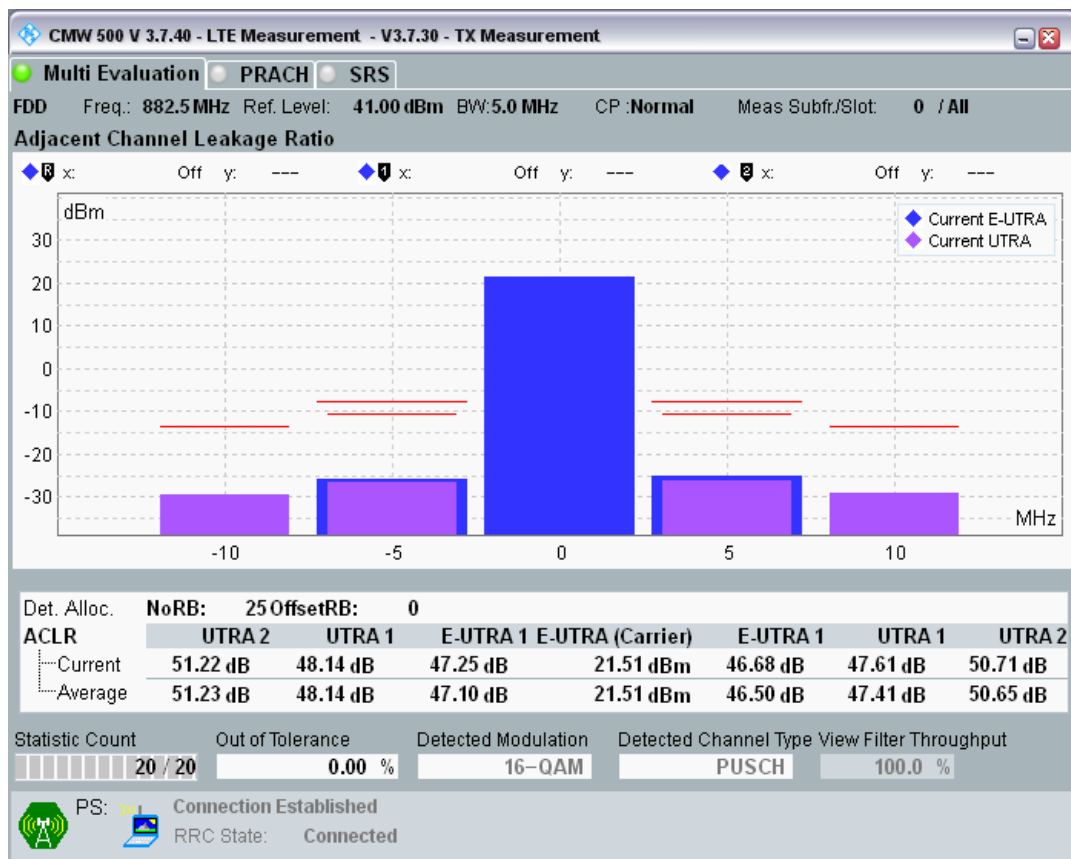 CMW 500 V 3.7.40 - LTE Measurement - V3.7.30 - TX Measurement
Multi Evaluation PRACH SRS
FDD Freq.: 882.5 MHz Ref. Level: 41.00 dBm BW:5.0 MHz CP :Normal Meas Subfr./Slot: 0 / All
Adjacent Channel Leakage Ratio
R x: Off y: --- 1 x: Off y: --- 2 x: Off y: ---
dBm
Current E-UTRA
Current UTRA
30
20
10
0
-10
-20
-30
MHz
-10 -5 0 5 10
Det. Alloc. NoRB: 25 OffsetRB: 0
ACLR UTRA 2 UTRA 1 E-UTRA 1 E-UTRA (Carrier) E-UTRA 1 UTRA 1 UTRA 2
Current 51.22 dB 48.14 dB 47.25 dB 21.51 dBm 46.68 dB 47.61 dB 50.71 dB
Average 51.23 dB 48.14 dB 47.10 dB 21.51 dBm 46.50 dB 47.41 dB 50.65 dB
Statistic Count Out of Tolerance Detected Modulation Detected Channel Type View Filter Throughput
20 / 20 0.00 % 16-QAM PUSCH 100.0 %
PS: Connection Established
RRC State: Connected